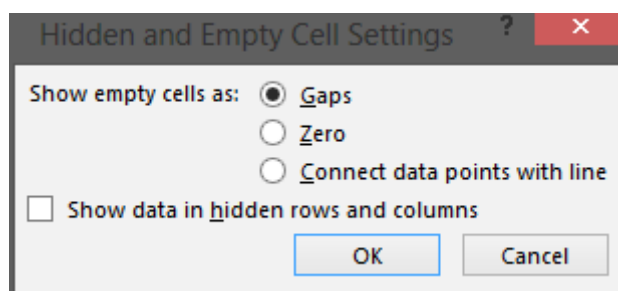 Hidden and Empty Cell Settings ? ×
Show empty cells as: Gaps
Zero
Connect data points with line
Show data in hidden rows and columns
OK Cancel